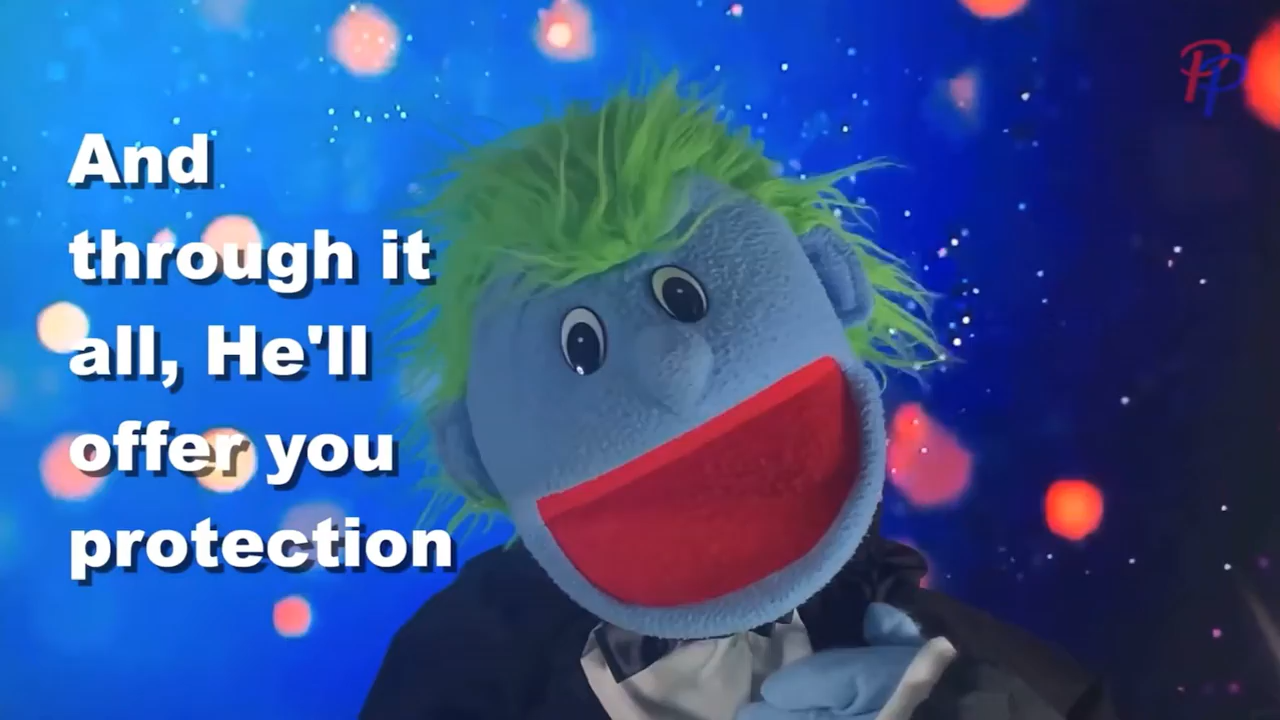 And
through it
all, He'll
offer you
protection
PP